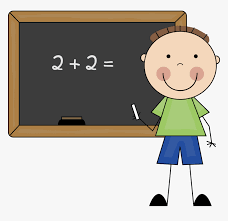 2 + 2 =